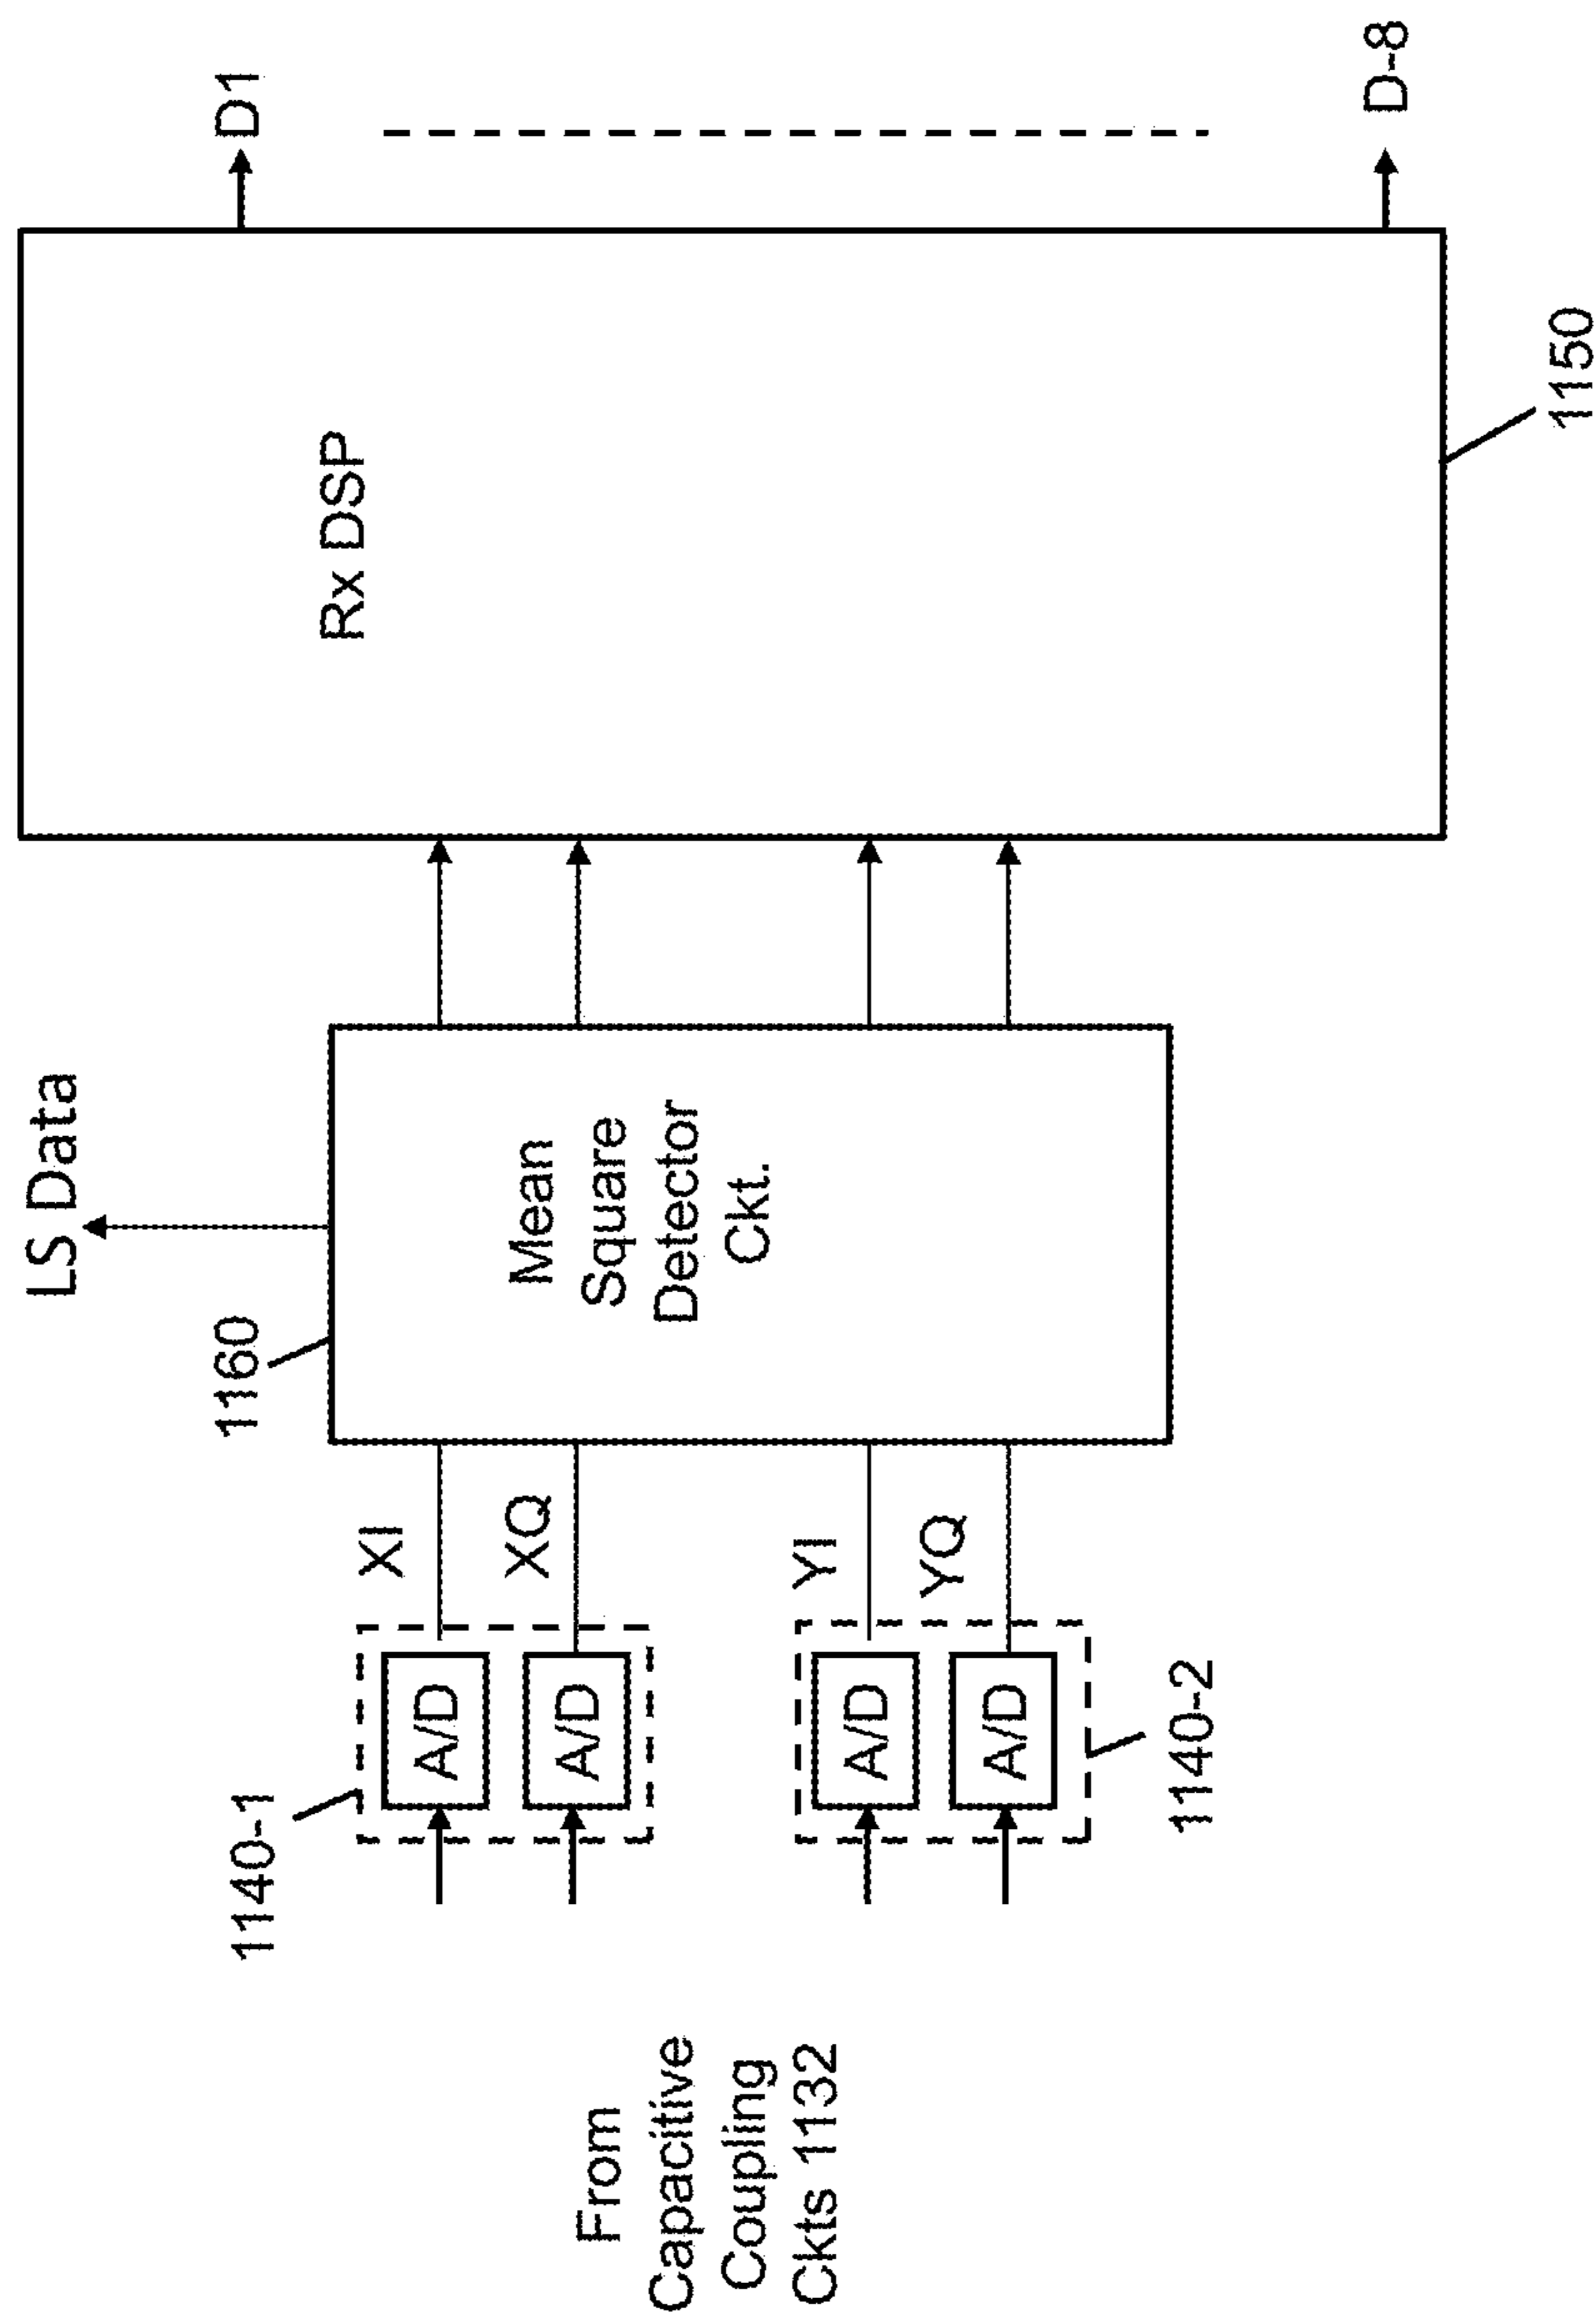 From
Capacitive
Coupling
Ckts 1132
1140-1
A/D
A/D
A/D
A/D
1140-2
XI
XQ
YI
YQ
1160
LS Data
Mean
Square
Detector
Ckt.
Rx DSP
1150
D1
D-8